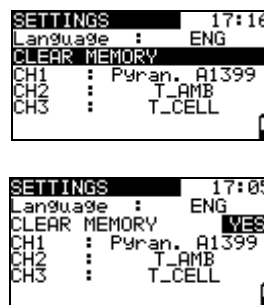 SETTINGS 17:16
Language : ENG
CLEAR MEMORY
CH1 : Pyran. A1399
CH2 : T_AMB
CH3 : T_CELL
SETTINGS 17:05
Language : ENG
CLEAR MEMORY YES
CH1 : Pyran. A1399
CH2 : T_AMB
CH3 : T_CELL